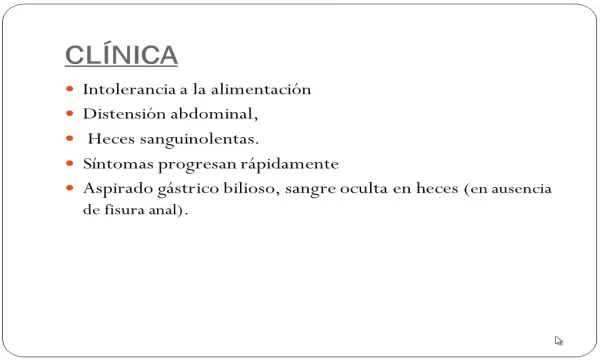 CLÍNICA
• Intolerancia a la alimentación
• Distensión abdominal,
• Heces sanguinolentas.
• Síntomas progresan rápidamente
• Aspirado gástrico bilioso, sangre oculta en heces (en ausencia
de fisura anal).